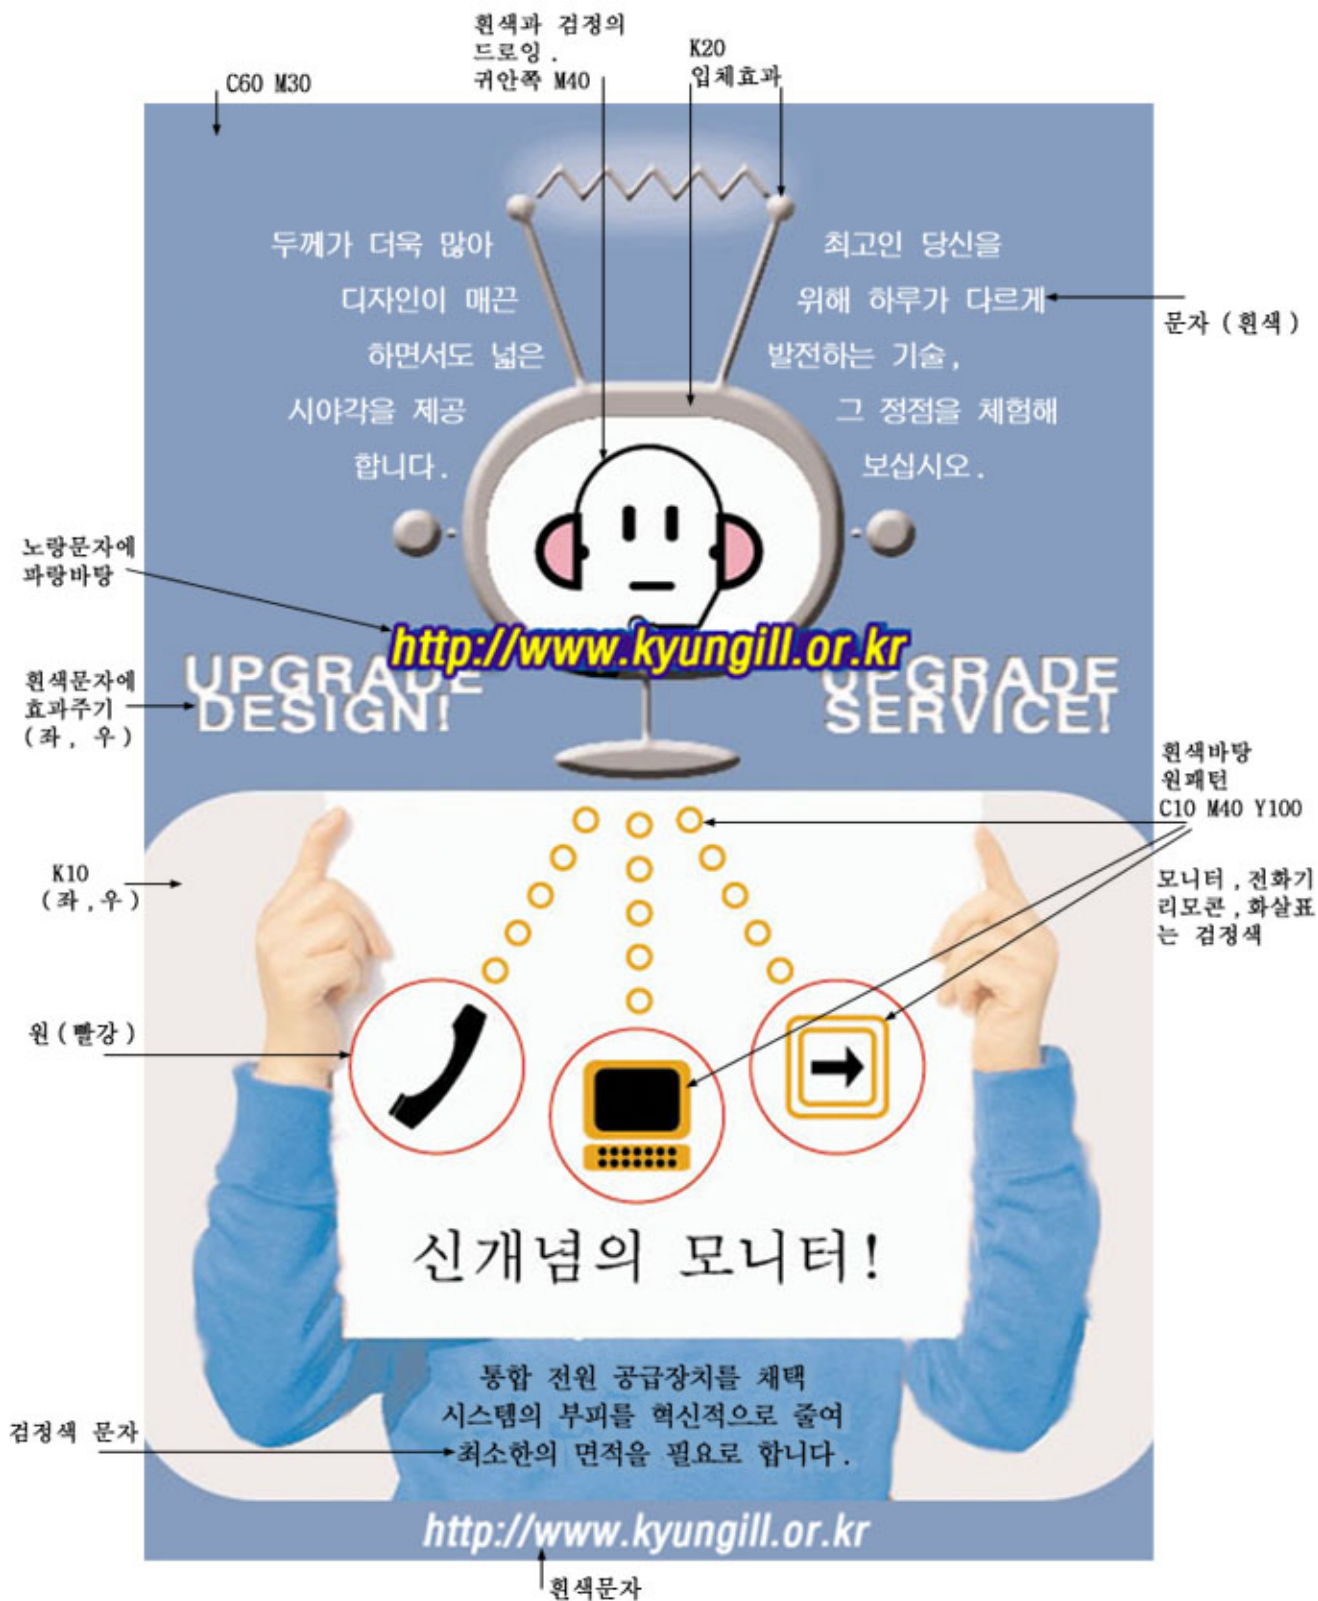 흰색과 검정의
드로잉.
귀안쪽 M40
K20
입체효과
C60 M30
두께가 더욱 많아
디자인이 매끈
하면서도 넓은
시야각을 제공
합니다.
최고인 당신을
위해 하루가 다르게
발전하는 기술,
그 정점을 체험해
보십시오.
문자(흰색)
노랑문자에
파랑바탕
http://www.kyungill.or.kr
흰색문자에
효과주기
(좌, 우)
UPGRADE
DESIGN!
UPGRADE
SERVICE!
흰색바탕
원패턴
C10 M40 Y100
모니터,전화기
리모콘,화살표
는 검정색
K10
(좌,우)
원(빨강)
신개념의 모니터!
통합 전원 공급장치를 채택
시스템의 부피를 혁신적으로 줄여
최소한의 면적을 필요로 합니다.
검정색 문자
http://www.kyungill.or.kr
흰색문자